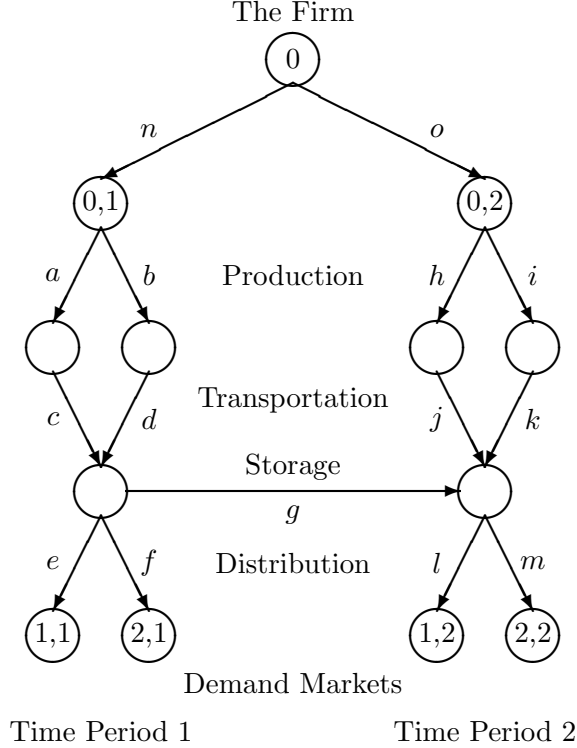 The Firm
0
n o
0,1 0,2
a b Production h i
Transportation
c d j k
Storage
g
e f Distribution l m
1,1 2,1 1,2 2,2
Demand Markets
Time Period 1 Time Period 2